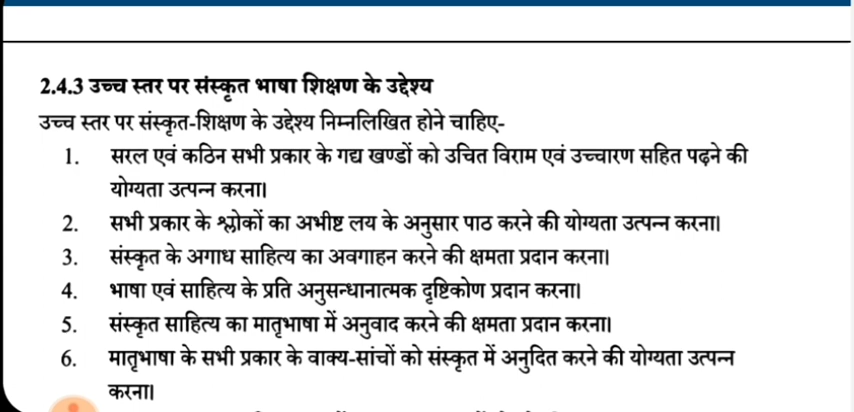 2.4.3 उच्च स्तर पर संस्कृत भाषा शिक्षण के उद्देश्य
उच्च स्तर पर संस्कृत-शिक्षण के उद्देश्य निम्नलिखित होने चाहिए-
1. सरल एवं कठिन सभी प्रकार के गद्य खण्डों को उचित विराम एवं उच्चारण सहित पढ़ने की
योग्यता उत्पन्न करना।
2. सभी प्रकार के श्लोकों का अभीष्ट लय के अनुसार पाठ करने की योग्यता उत्पन्न करना।
3. संस्कृत के अगाध साहित्य का अवगाहन करने की क्षमता प्रदान करना।
4. भाषा एवं साहित्य के प्रति अनुसन्धानात्मक दृष्टिकोण प्रदान करना।
5. संस्कृत साहित्य का मातृभाषा में अनुवाद करने की क्षमता प्रदान करना।
6. मातृभाषा के सभी प्रकार के वाक्य-सांचों को संस्कृत में अनुदित करने की योग्यता उत्पन्न
करना।